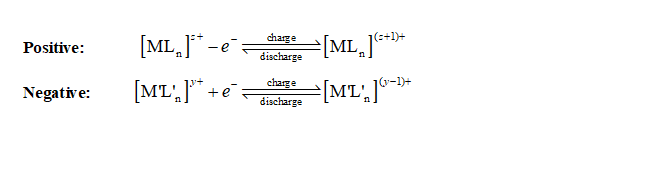 Positive: [MLₙ]ᶻ⁺ − e⁻ ⇌ charge discharge [MLₙ]⁽ᶻ⁺¹⁾⁺
Negative: [M'L'ₙ]ʸ⁺ + e⁻ ⇌ charge discharge [M'L'ₙ]⁽ʸ⁻¹⁾⁺